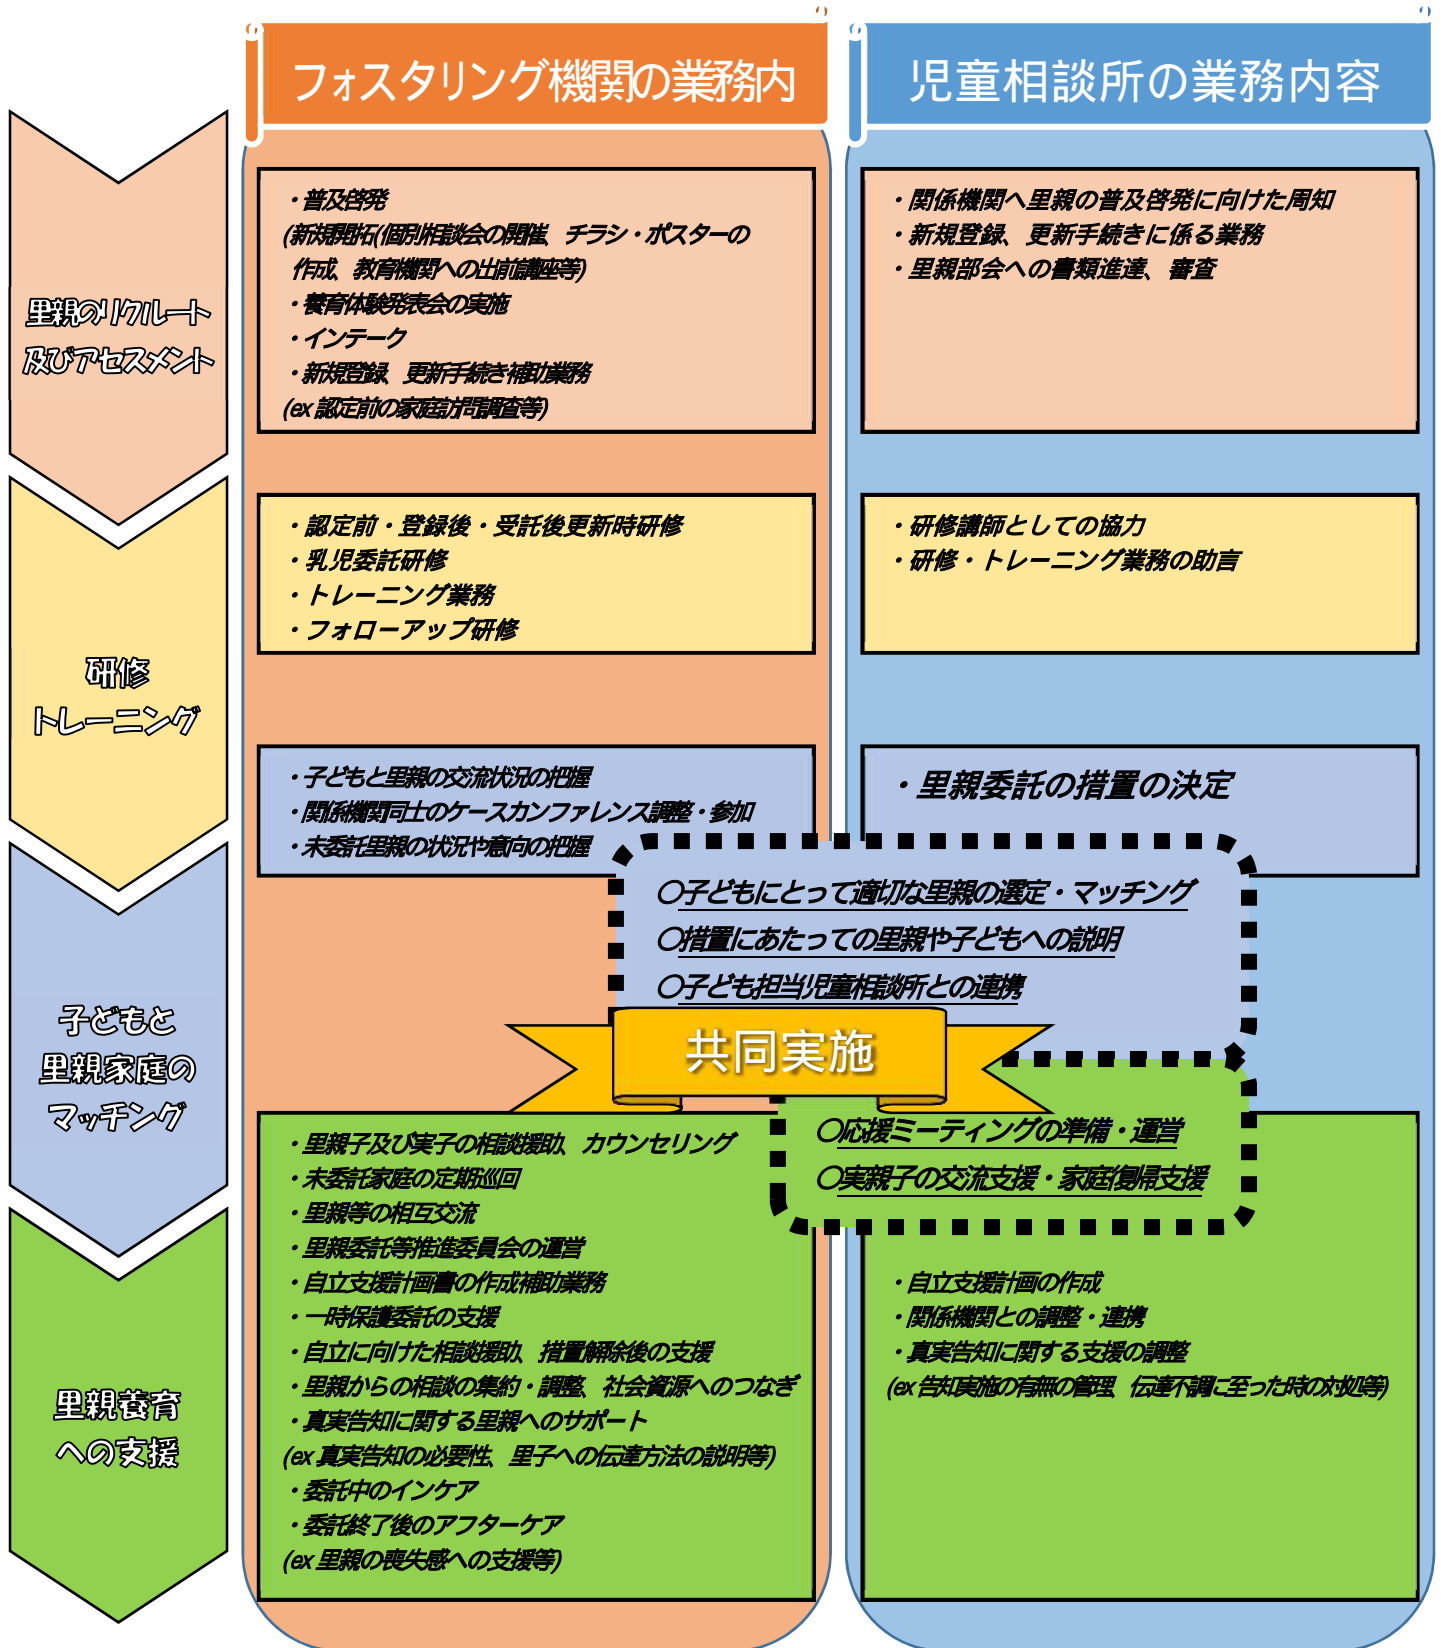 フォスタリング機関の業務内
児童相談所の業務内容
里親のリクルート
及びアセスメント
・普及啓発
(新規開拓(個別相談会の開催、チラシ・ポスターの
作成、教育機関への出前講座等)
・養育体験発表会の実施
・インテーク
・新規登録、更新手続き補助業務
(ex 認定前の家庭訪問調査等)
・関係機関へ里親の普及啓発に向けた周知
・新規登録、更新手続きに係る業務
・里親部会への書類進達、審査
研修
トレーニング
・認定前・登録後・受託後更新時研修
・乳児委託研修
・トレーニング業務
・フォローアップ研修
・研修講師としての協力
・研修・トレーニング業務の助言
子どもと
里親家庭の
マッチング
・子どもと里親の交流状況の把握
・関係機関同士のケースカンファレンス調整・参加
・未委託里親の状況や意向の把握
・里親委託の措置の決定
〇子どもにとって適切な里親の選定・マッチング
〇措置にあたっての里親や子どもへの説明
〇子ども担当児童相談所との連携
共同実施
〇応援ミーティングの準備・運営
〇実親子の交流支援・家庭復帰支援
里親養育
への支援
・里親子及び実子の相談援助、カウンセリング
・未委託家庭の定期巡回
・里親等の相互交流
・里親委託等推進委員会の運営
・自立支援計画書の作成補助業務
・一時保護委託の支援
・自立に向けた相談援助、措置解除後の支援
・里親からの相談の集約・調整、社会資源へのつなぎ
・真実告知に関する里親へのサポート
(ex 真実告知の必要性、里子への伝達方法の説明等)
・委託中のインケア
・委託終了後のアフターケア
(ex 里親の喪失感への支援等)
・自立支援計画の作成
・関係機関との調整・連携
・真実告知に関する支援の調整
(ex 告知実施の有無の管理、伝達不調に至った時の対処等)